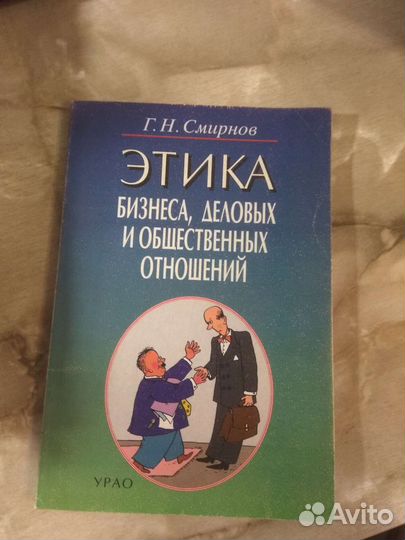 Г. Н. Смирнов
ЭТИКА
БИЗНЕСА, ДЕЛОВЫХ
И ОБЩЕСТВЕННЫХ
ОТНОШЕНИЙ
УРАО
Avito